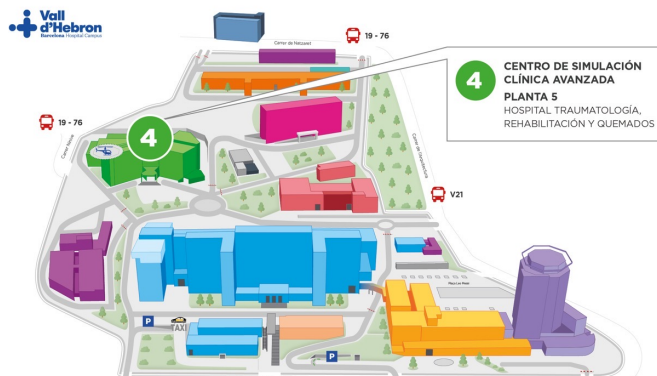 Vall
d'Hebron
Barcelona Hospital Campus
Carrer de Natzaret
19 - 76
4
CENTRO DE SIMULACIÓN
CLÍNICA AVANZADA
PLANTA 5
HOSPITAL TRAUMATOLOGÍA,
REHABILITACIÓN Y QUEMADOS
19 - 76
4
V21
P
TAXI
P